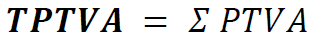 TPTVA = Σ PTVA